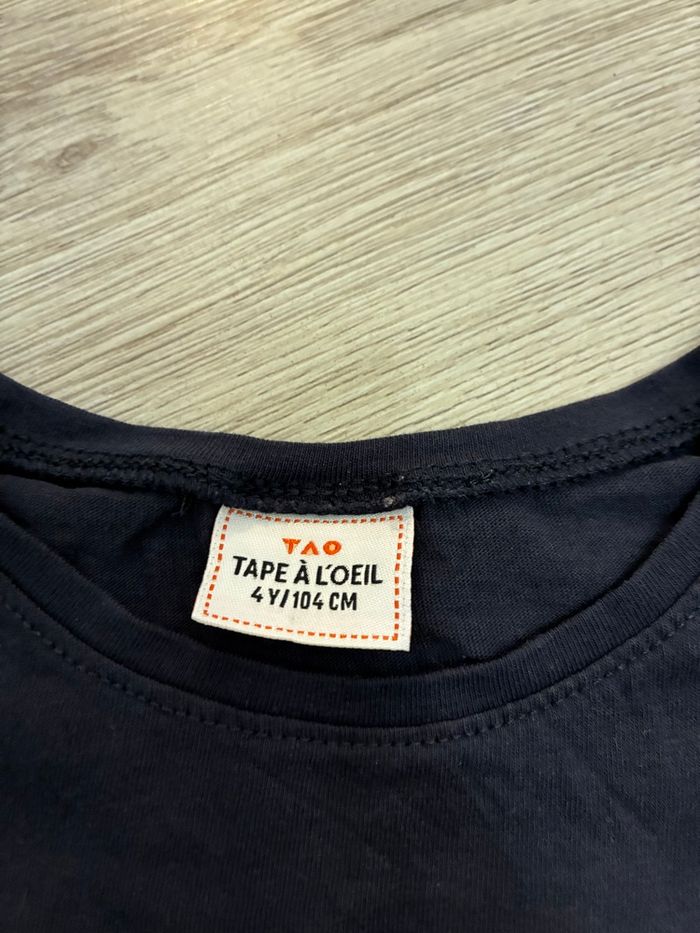 TAO
TAPE À L'OEIL
4 Y/104 CM